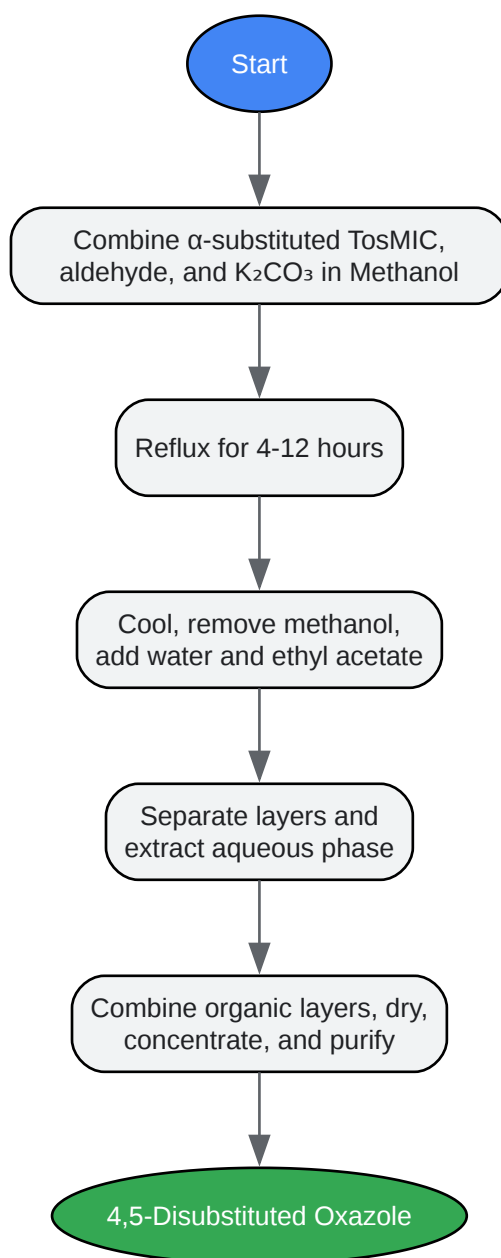 Start
Combine α-substituted TosMIC,
aldehyde, and K₂CO₃ in Methanol
Reflux for 4-12 hours
Cool, remove methanol,
add water and ethyl acetate
Separate layers and
extract aqueous phase
Combine organic layers, dry,
concentrate, and purify
4,5-Disubstituted Oxazole